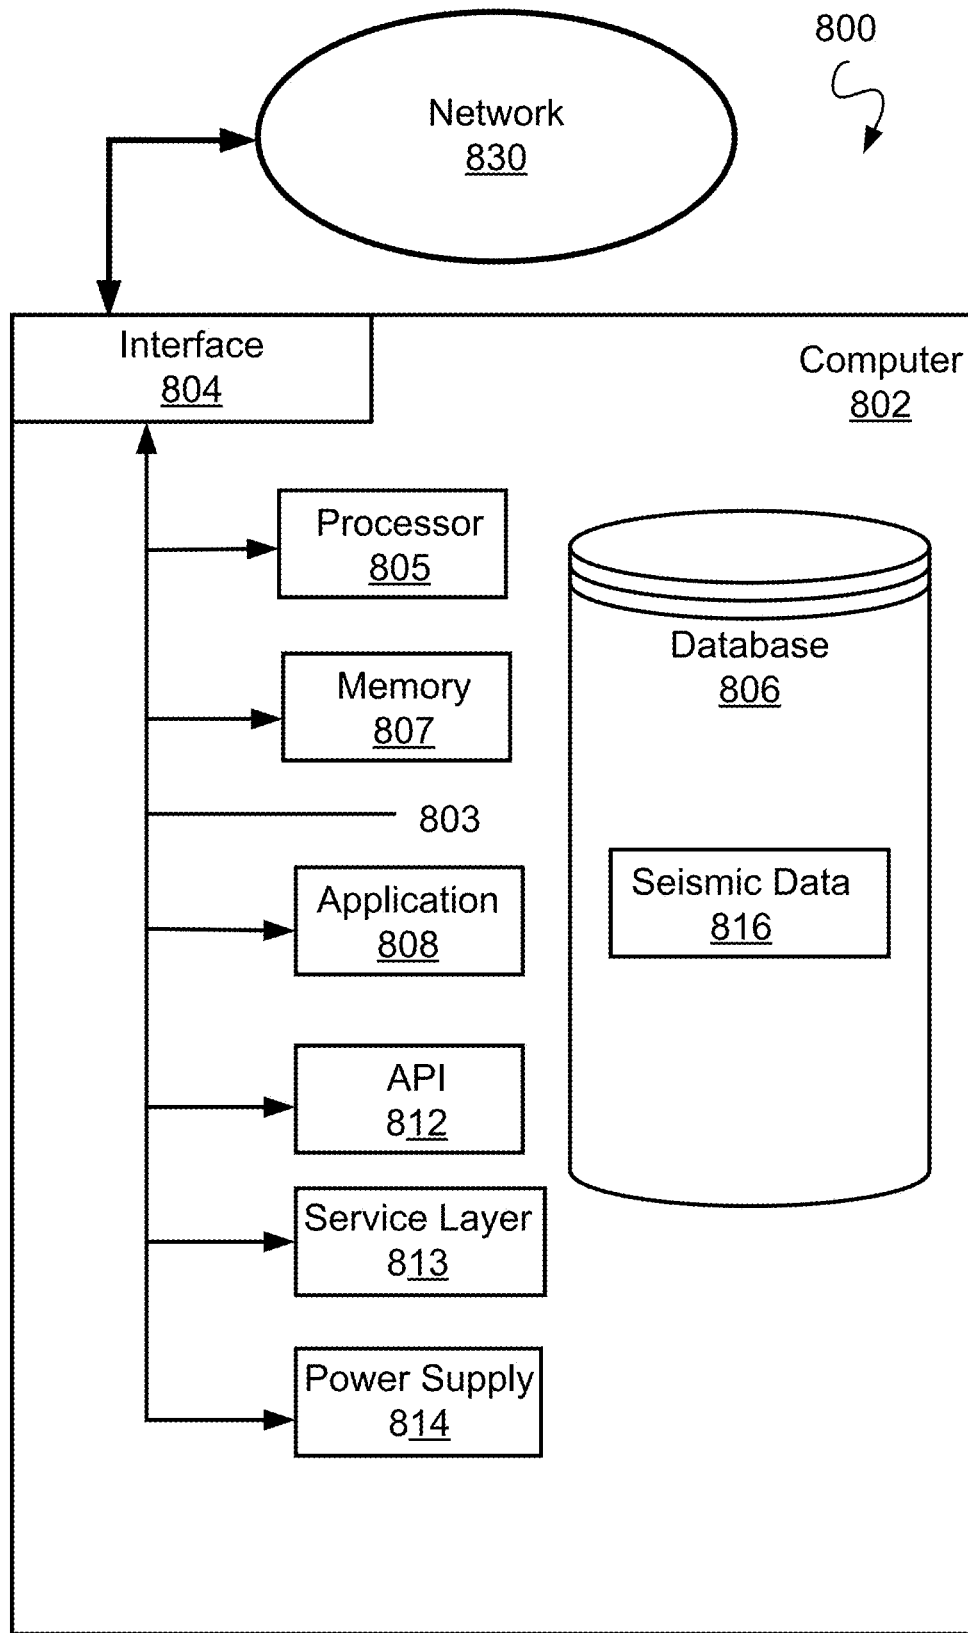 800
Network
830
Interface
804
Computer
802
Processor
805
Database
806
Memory
807
803
Application
808
Seismic Data
816
API
812
Service Layer
813
Power Supply
814